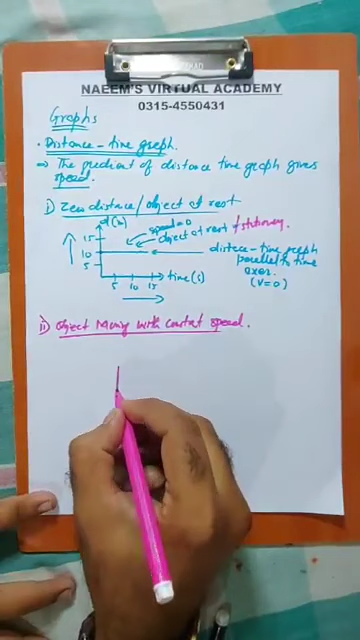 NAEEM'S VIRTUAL ACADEMY
0315-4550431
Graphs
• Distance-time graph.
⇒ The gradient of distance time graph gives
speed.
i) Zero distance/object at rest
d(m)
speed=0
object at rest / stationary.
15
10
5
5 10 15
time(s)
distance-time graph
parallel to time
axes.
(V=0)
ii) Object Moving with constant speed.